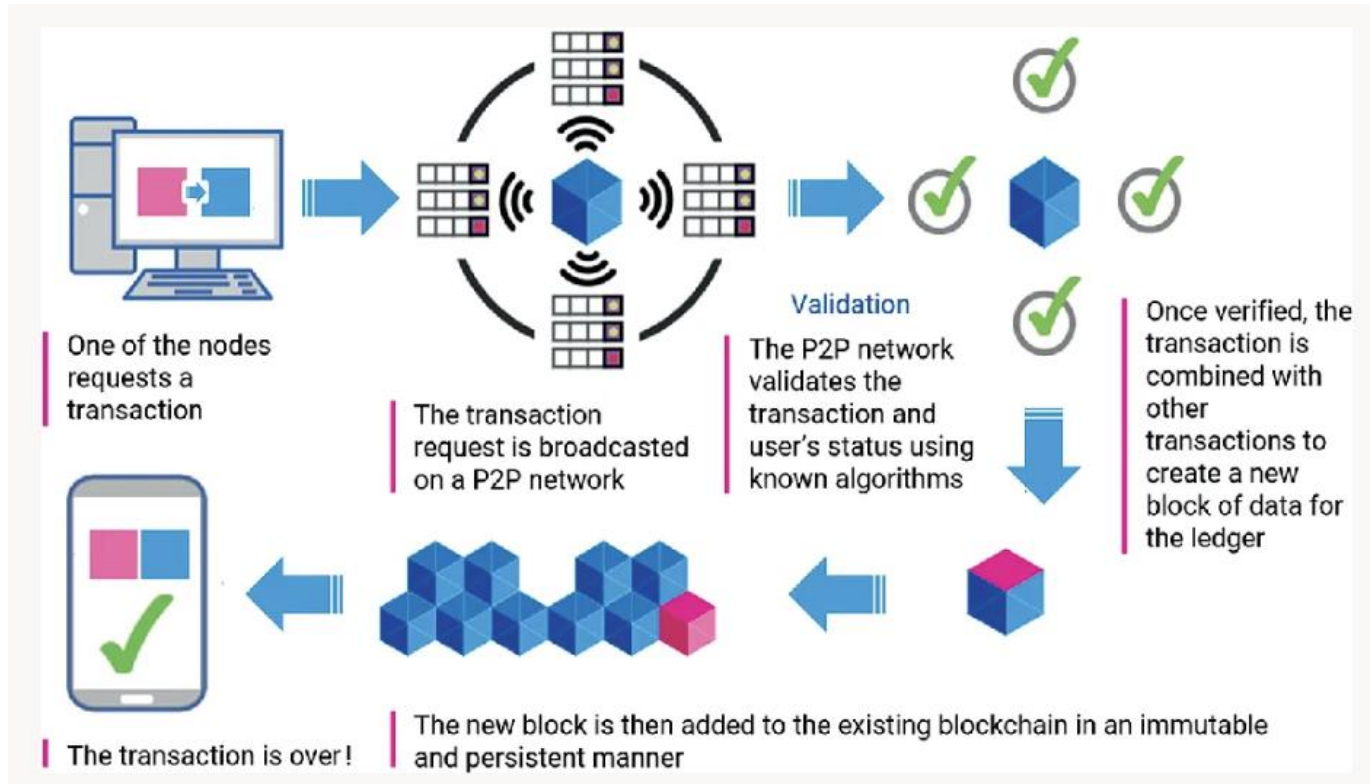 One of the nodes
requests a
transaction
The transaction
request is broadcasted
on a P2P network
Validation
The P2P network
validates the
transaction and
user's status using
known algorithms
Once verified, the
transaction is
combined with
other
transactions to
create a new
block of data for
the ledger
The new block is then added to the existing blockchain in an immutable
and persistent manner
The transaction is over!